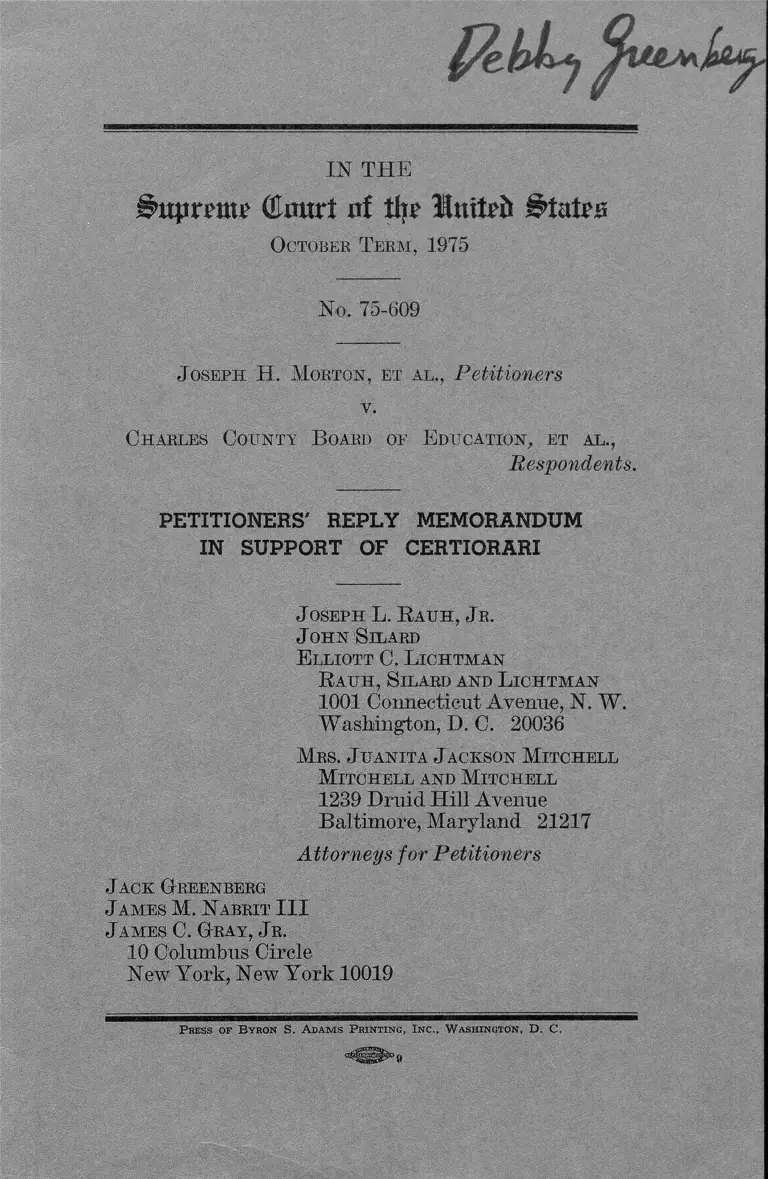 Debby Greenberg
IN THE
Supreme Court of the United States
OCTOBER TERM, 1975
No. 75-609
JOSEPH H. MORTON, ET AL., Petitioners
v.
CHARLES COUNTY BOARD OF EDUCATION, ET AL.,
Respondents.
PETITIONERS' REPLY MEMORANDUM
IN SUPPORT OF CERTIORARI
JOSEPH L. RAUH, JR.
JOHN SILARD
ELLIOTT C. LICHTMAN
RAUH, SILARD AND LICHTMAN
1001 Connecticut Avenue, N. W.
Washington, D. C. 20036
MRS. JUANITA JACKSON MITCHELL
MITCHELL AND MITCHELL
1239 Druid Hill Avenue
Baltimore, Maryland 21217
Attorneys for Petitioners
JACK GREENBERG
JAMES M. NABRIT III
JAMES C. GRAY, JR.
10 Columbus Circle
New York, New York 10019
PRESS OF BYRON S. ADAMS PRINTING, INC., WASHINGTON, D. C.